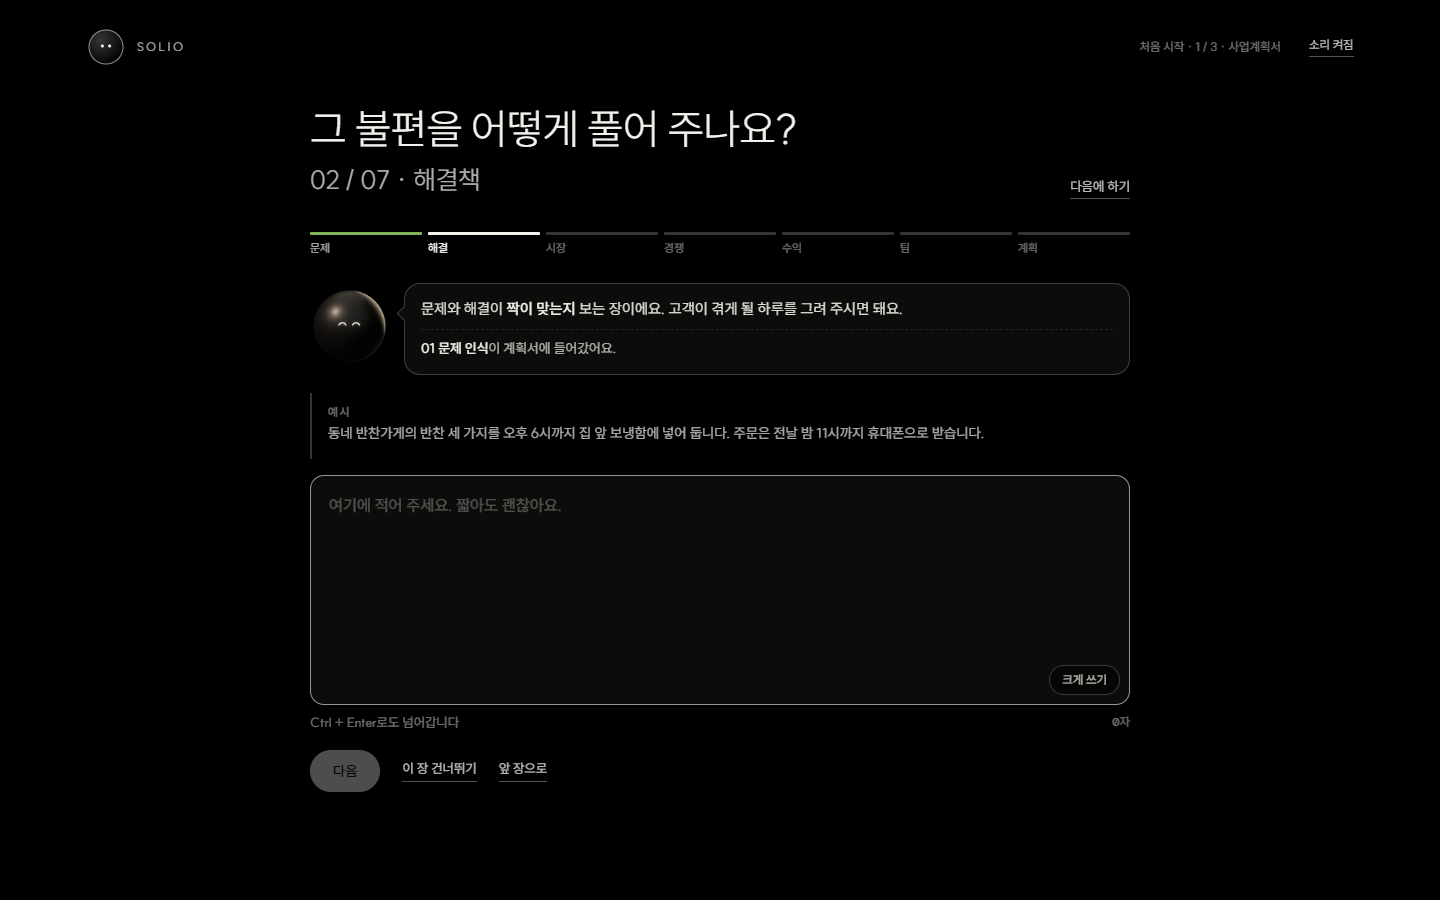 SOLIO
처음 시작 · 1 / 3 · 사업계획서
소리 켜짐
그 불편을 어떻게 풀어 주나요?
02 / 07 · 해결책
다음에 하기
문제
해결
시장
경쟁
수익
팀
계획
문제와 해결이 짝이 맞는지 보는 장이에요. 고객이 겪게 될 하루를 그려 주시면 돼요.
01 문제 인식이 계획서에 들어갔어요.
예시
동네 반찬가게의 반찬 세 가지를 오후 6시까지 집 앞 보냉함에 넣어 둡니다. 주문은 전날 밤 11시까지 휴대폰으로 받습니다.
여기에 적어 주세요. 짧아도 괜찮아요.
크게 쓰기
Ctrl + Enter로도 넘어갑니다
0자
다음
이 장 건너뛰기
앞 장으로